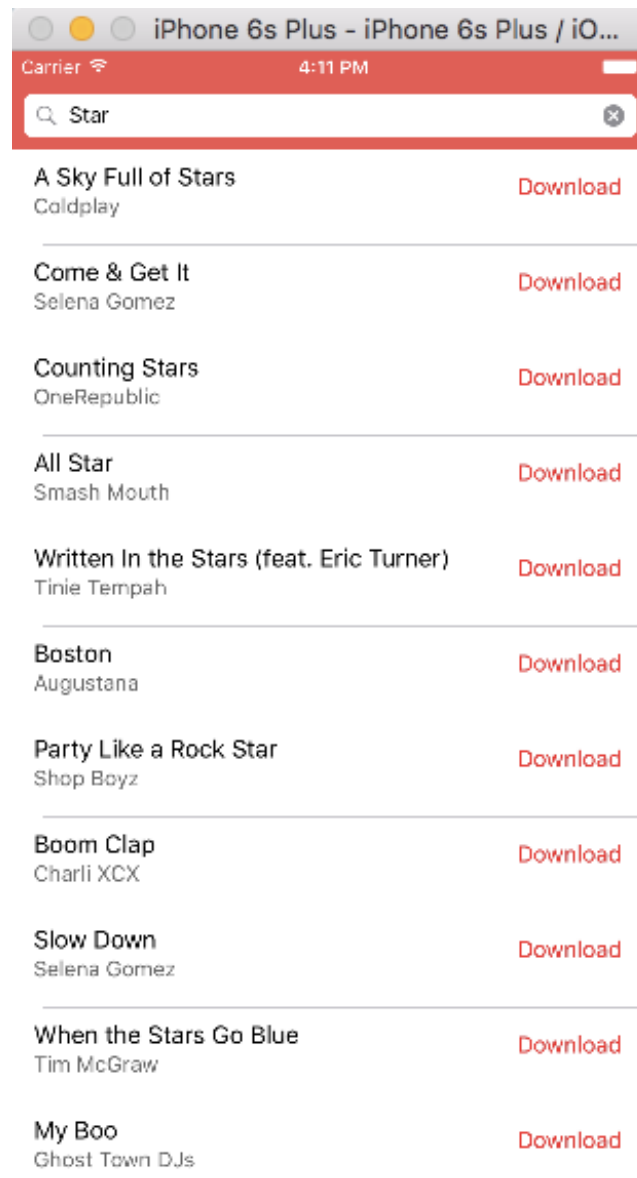 iPhone 6s Plus - iPhone 6s Plus / iO...
Carrier 4:11 PM
Star
A Sky Full of Stars
Download
Coldplay
Come & Get It
Download
Selena Gomez
Counting Stars
Download
OneRepublic
All Star
Download
Smash Mouth
Written In the Stars (feat. Eric Turner)
Download
Tinie Tempah
Boston
Download
Augustana
Party Like a Rock Star
Download
Shop Boyz
Boom Clap
Download
Charli XCX
Slow Down
Download
Selena Gomez
When the Stars Go Blue
Download
Tim McGraw
My Boo
Download
Ghost Town DJs